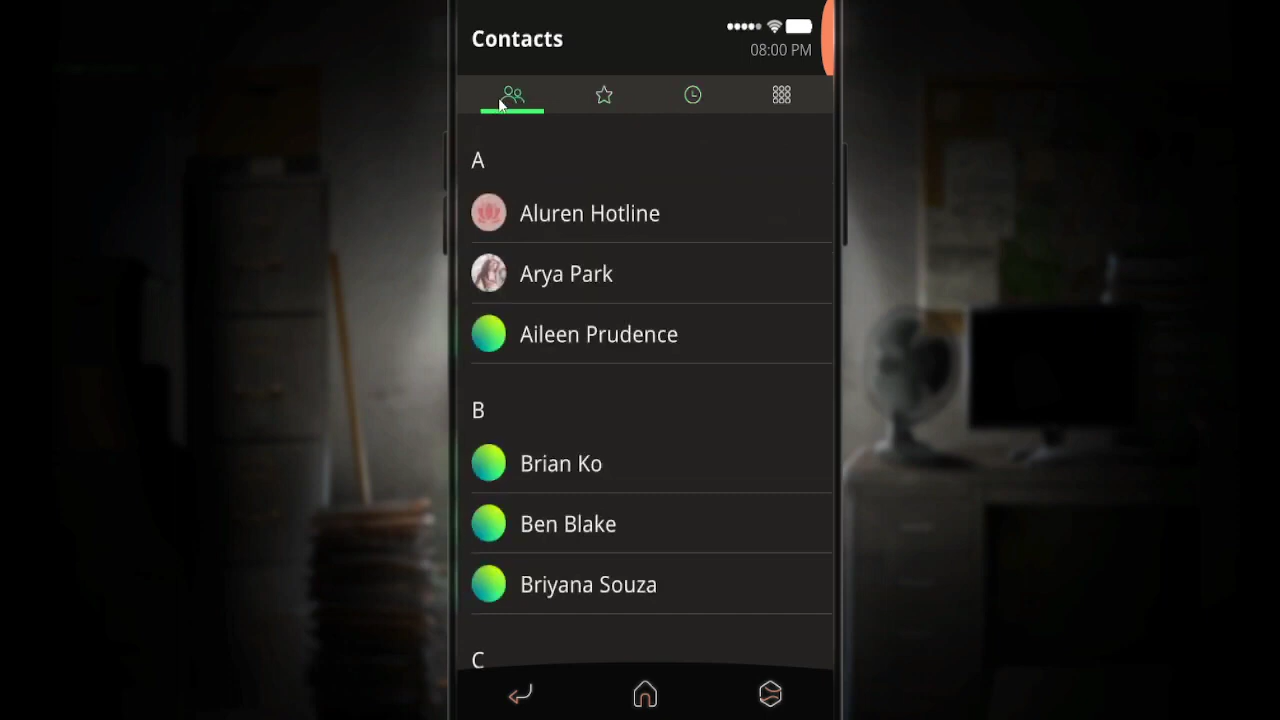 Contacts
08:00 PM
A
Aluren Hotline
Arya Park
Aileen Prudence
B
Brian Ko
Ben Blake
Briyana Souza
C